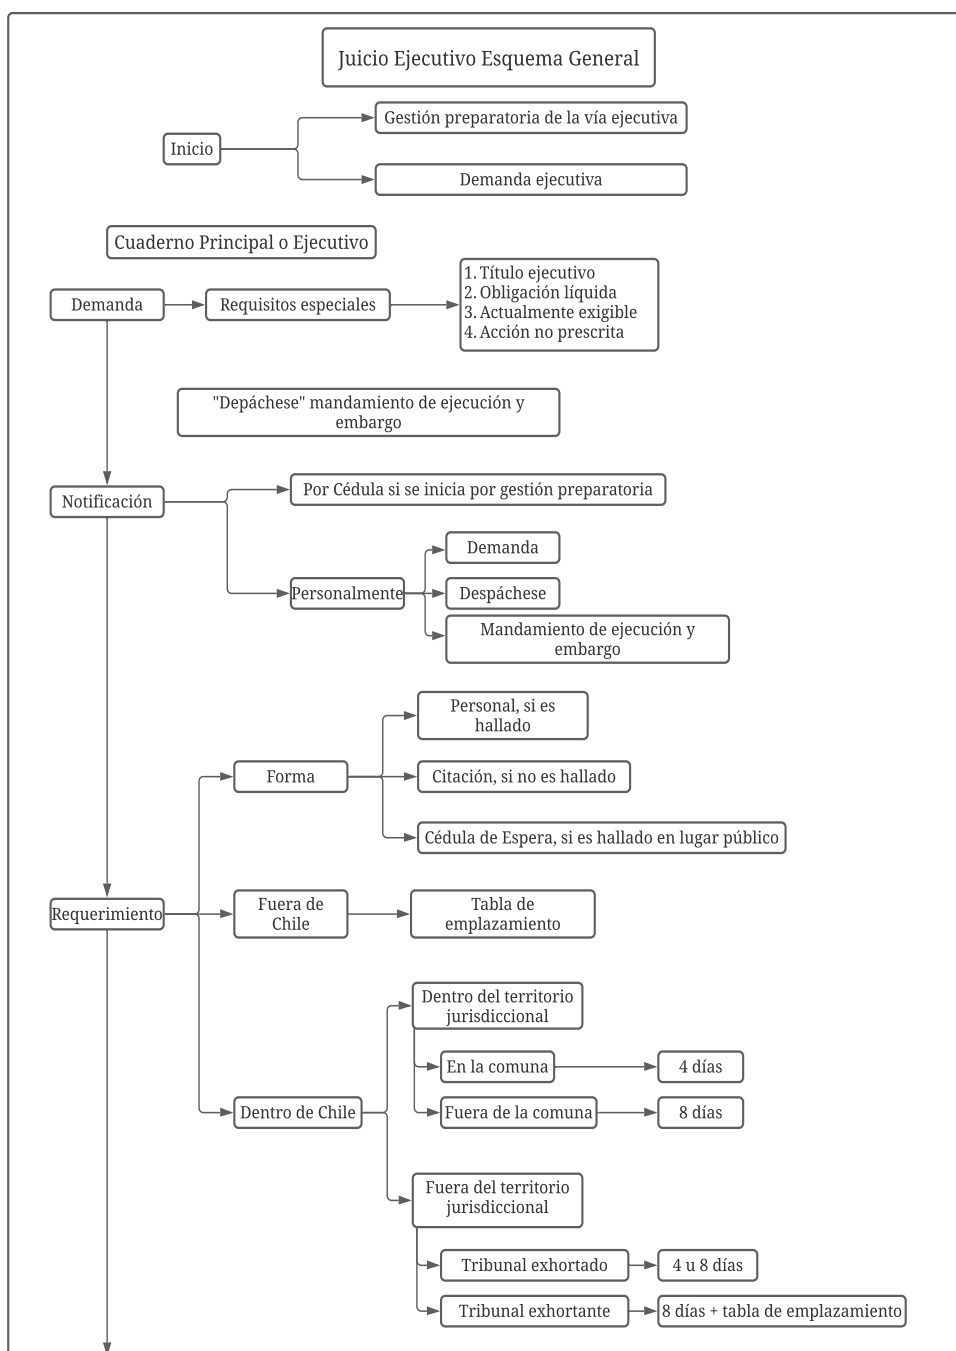 Juicio Ejecutivo Esquema General
Gestión preparatoria de la vía ejecutiva
Inicio
Demanda ejecutiva
Cuaderno Principal o Ejecutivo
Demanda
Requisitos especiales
1. Título ejecutivo
2. Obligación líquida
3. Actualmente exigible
4. Acción no prescrita
"Depáchese" mandamiento de ejecución y
embargo
Notificación
Por Cédula si se inicia por gestión preparatoria
Personalmente
Demanda
Despáchese
Mandamiento de ejecución y
embargo
Requerimiento
Forma
Personal, si es
hallado
Citación, si no es hallado
Cédula de Espera, si es hallado en lugar público
Fuera de
Chile
Tabla de
emplazamiento
Dentro de Chile
Dentro del territorio
jurisdiccional
En la comuna
4 días
Fuera de la comuna
8 días
Fuera del territorio
jurisdiccional
Tribunal exhortado
4 u 8 días
Tribunal exhortante
8 días + tabla de emplazamiento